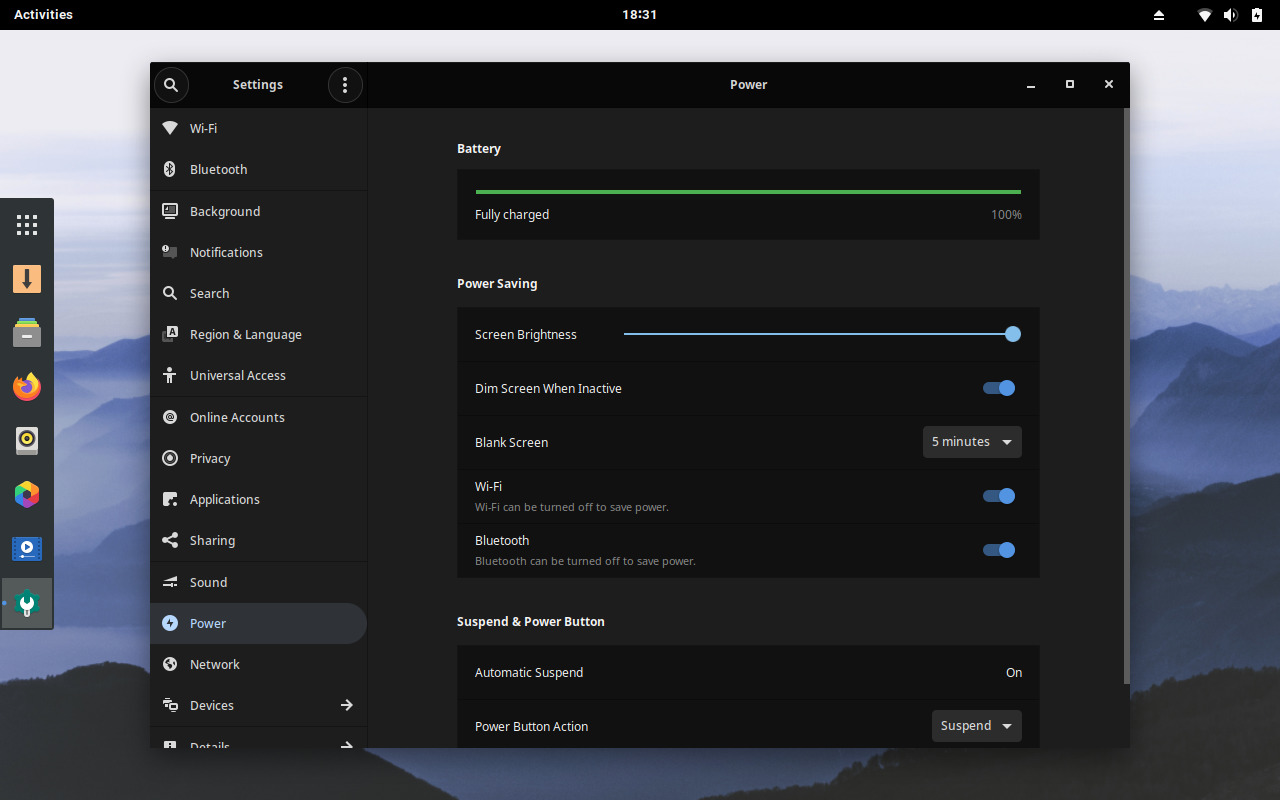 Activities
18:31
Settings
Power
Wi-Fi
Bluetooth
Background
Notifications
Search
Region & Language
Universal Access
Online Accounts
Privacy
Applications
Sharing
Sound
Power
Network
Devices
Details
Battery
Fully charged
100%
Power Saving
Screen Brightness
Dim Screen When Inactive
Blank Screen
5 minutes
Wi-Fi
Wi-Fi can be turned off to save power.
Bluetooth
Bluetooth can be turned off to save power.
Suspend & Power Button
Automatic Suspend
On
Power Button Action
Suspend